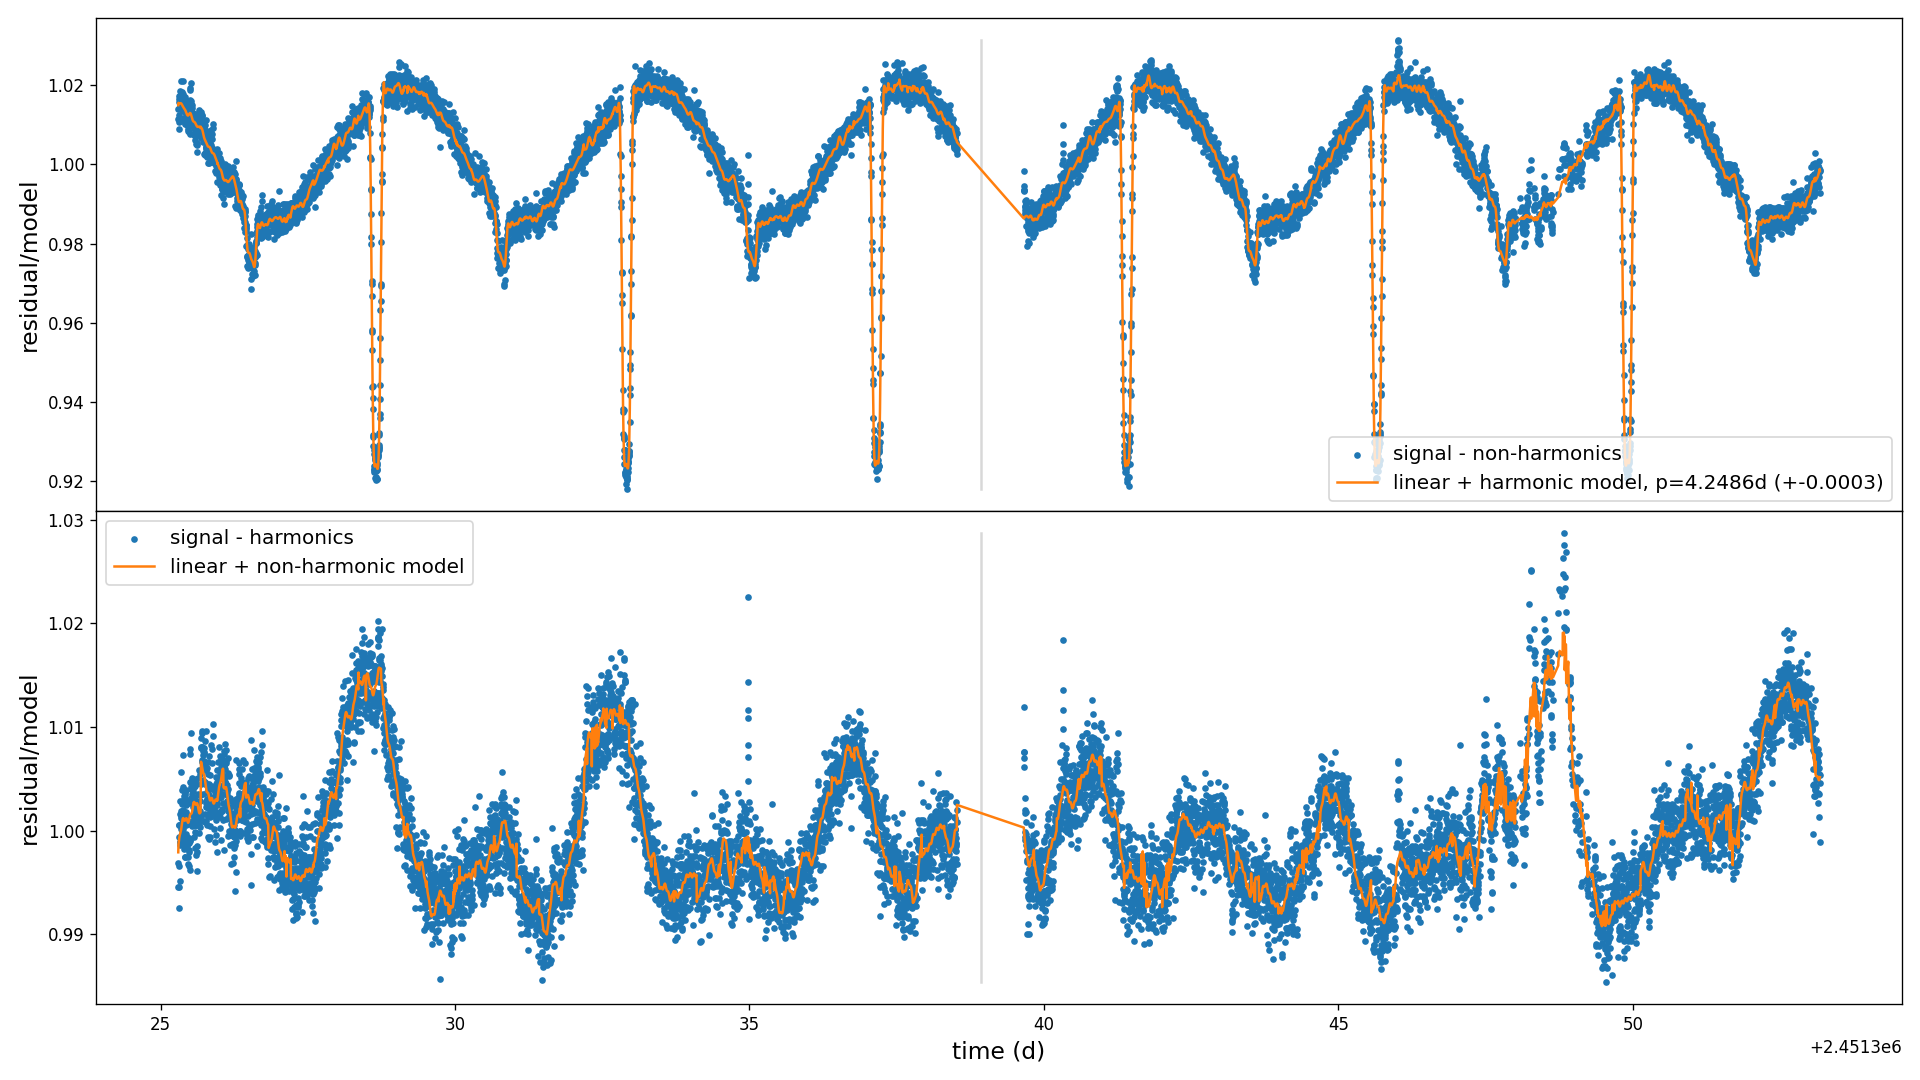 residual/model
1.02
1.00
0.98
0.96
0.94
0.92
signal - non-harmonics
linear + harmonic model, p=4.2486d (+-0.0003)
residual/model
1.03
1.02
1.01
1.00
0.99
signal - harmonics
linear + non-harmonic model
25 30 35 40 45 50
time (d)
+2.4513e6